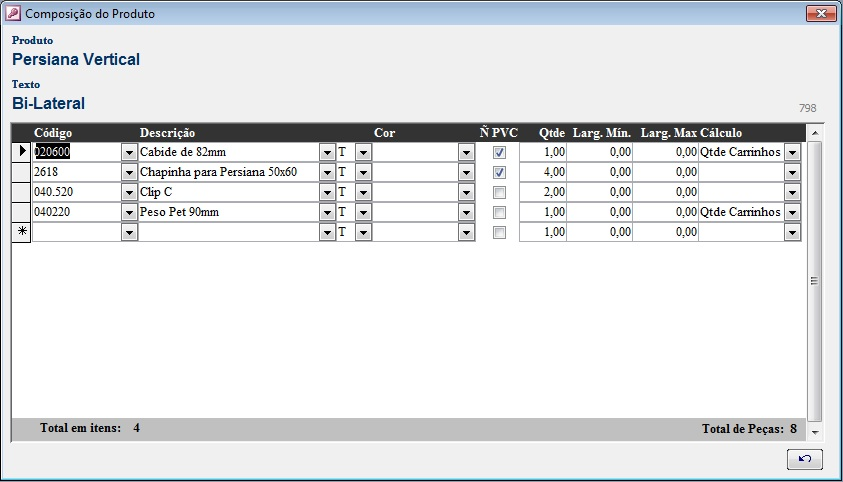 Composição do Produto
Produto
Persiana Vertical
Texto
Bi-Lateral
798
Código Descrição Cor Ñ PVC Qtde Larg. Mín. Larg. Max Cálculo
020600 Cabide de 82mm T 1,00 0,00 0,00 Qtde Carrinhos
2618 Chapinha para Persiana 50x60 T 4,00 0,00 0,00
040.520 Clip C T 2,00 0,00 0,00
040220 Peso Pet 90mm T 1,00 0,00 0,00 Qtde Carrinhos
T 1,00 0,00 0,00
Total em itens: 4 Total de Peças: 8